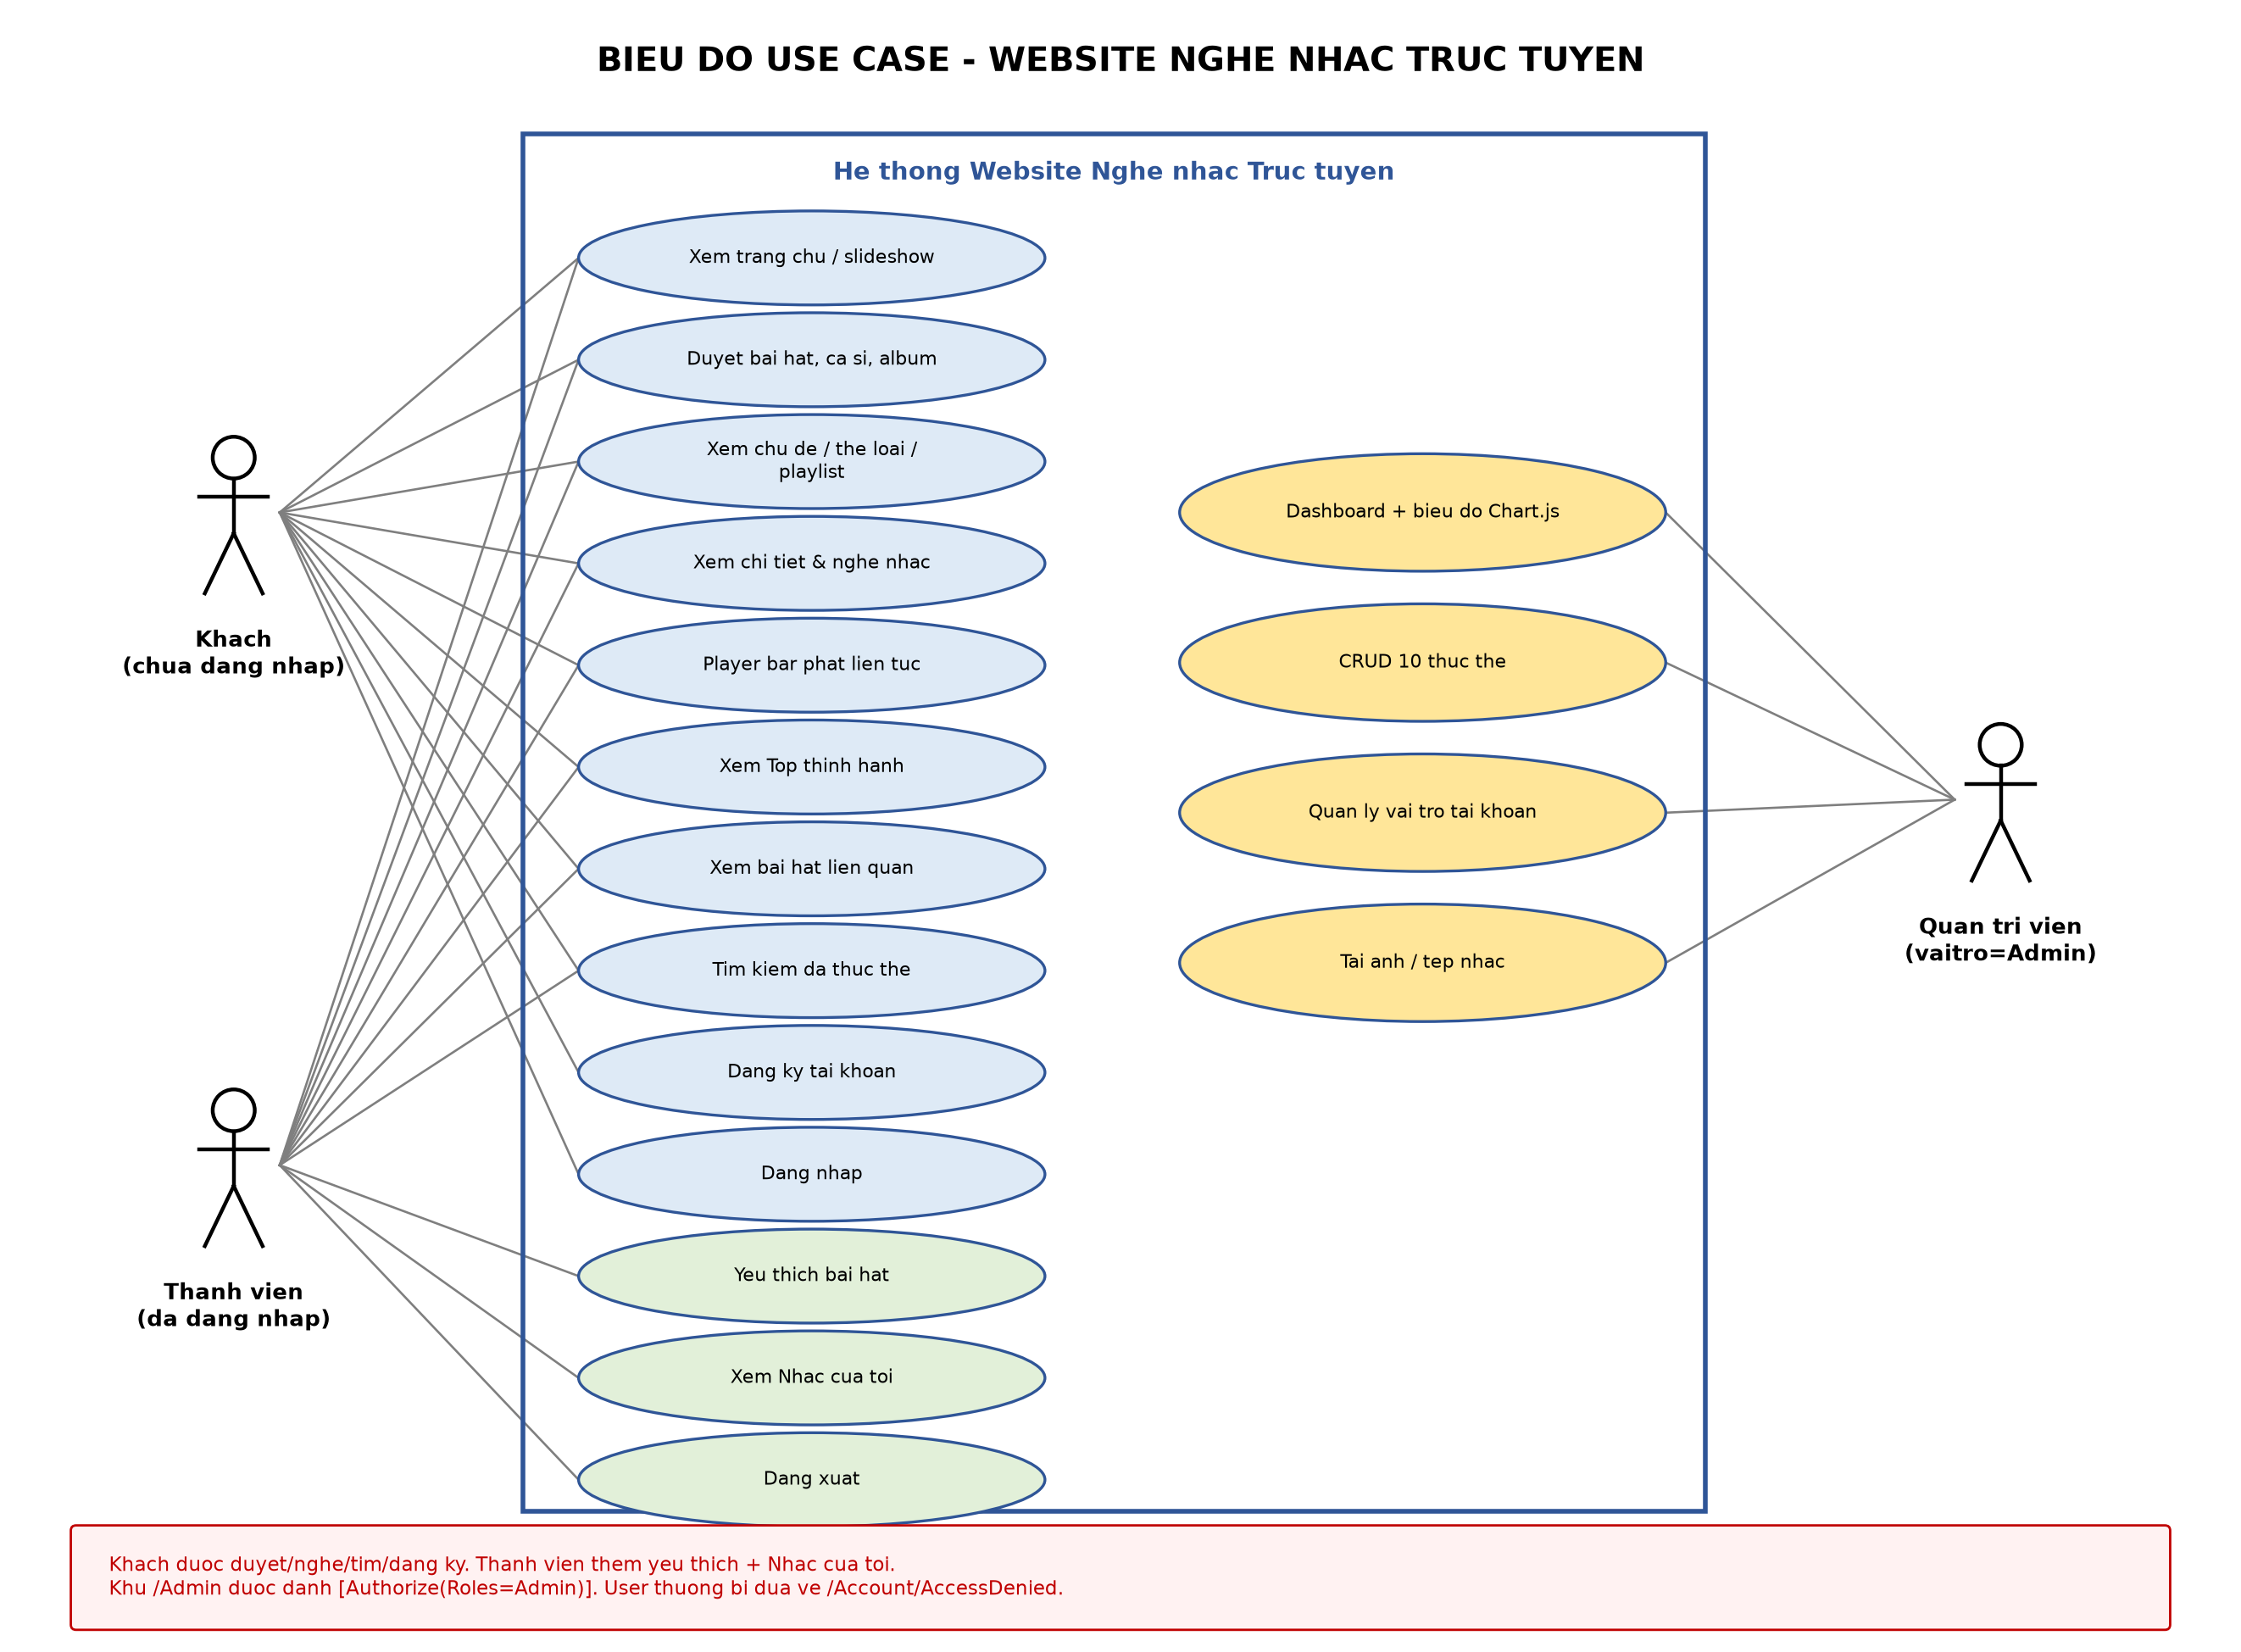 BIEU DO USE CASE - WEBSITE NGHE NHAC TRUC TUYEN
He thong Website Nghe nhac Truc tuyen
Xem trang chu / slideshow
Duyet bai hat, ca si, album
Xem chu de / the loai /
playlist
Xem chi tiet & nghe nhac
Player bar phat lien tuc
Xem Top thinh hanh
Xem bai hat lien quan
Tim kiem da thuc the
Dang ky tai khoan
Dang nhap
Yeu thich bai hat
Xem Nhac cua toi
Dang xuat
Dashboard + bieu do Chart.js
CRUD 10 thuc the
Quan ly vai tro tai khoan
Tai anh / tep nhac
Khach
(chua dang nhap)
Thanh vien
(da dang nhap)
Quan tri vien
(vaitro=Admin)
Khach duoc duyet/nghe/tim/dang ky. Thanh vien them yeu thich + Nhac cua toi.
Khu /Admin duoc danh [Authorize(Roles=Admin)]. User thuong bi dua ve /Account/AccessDenied.